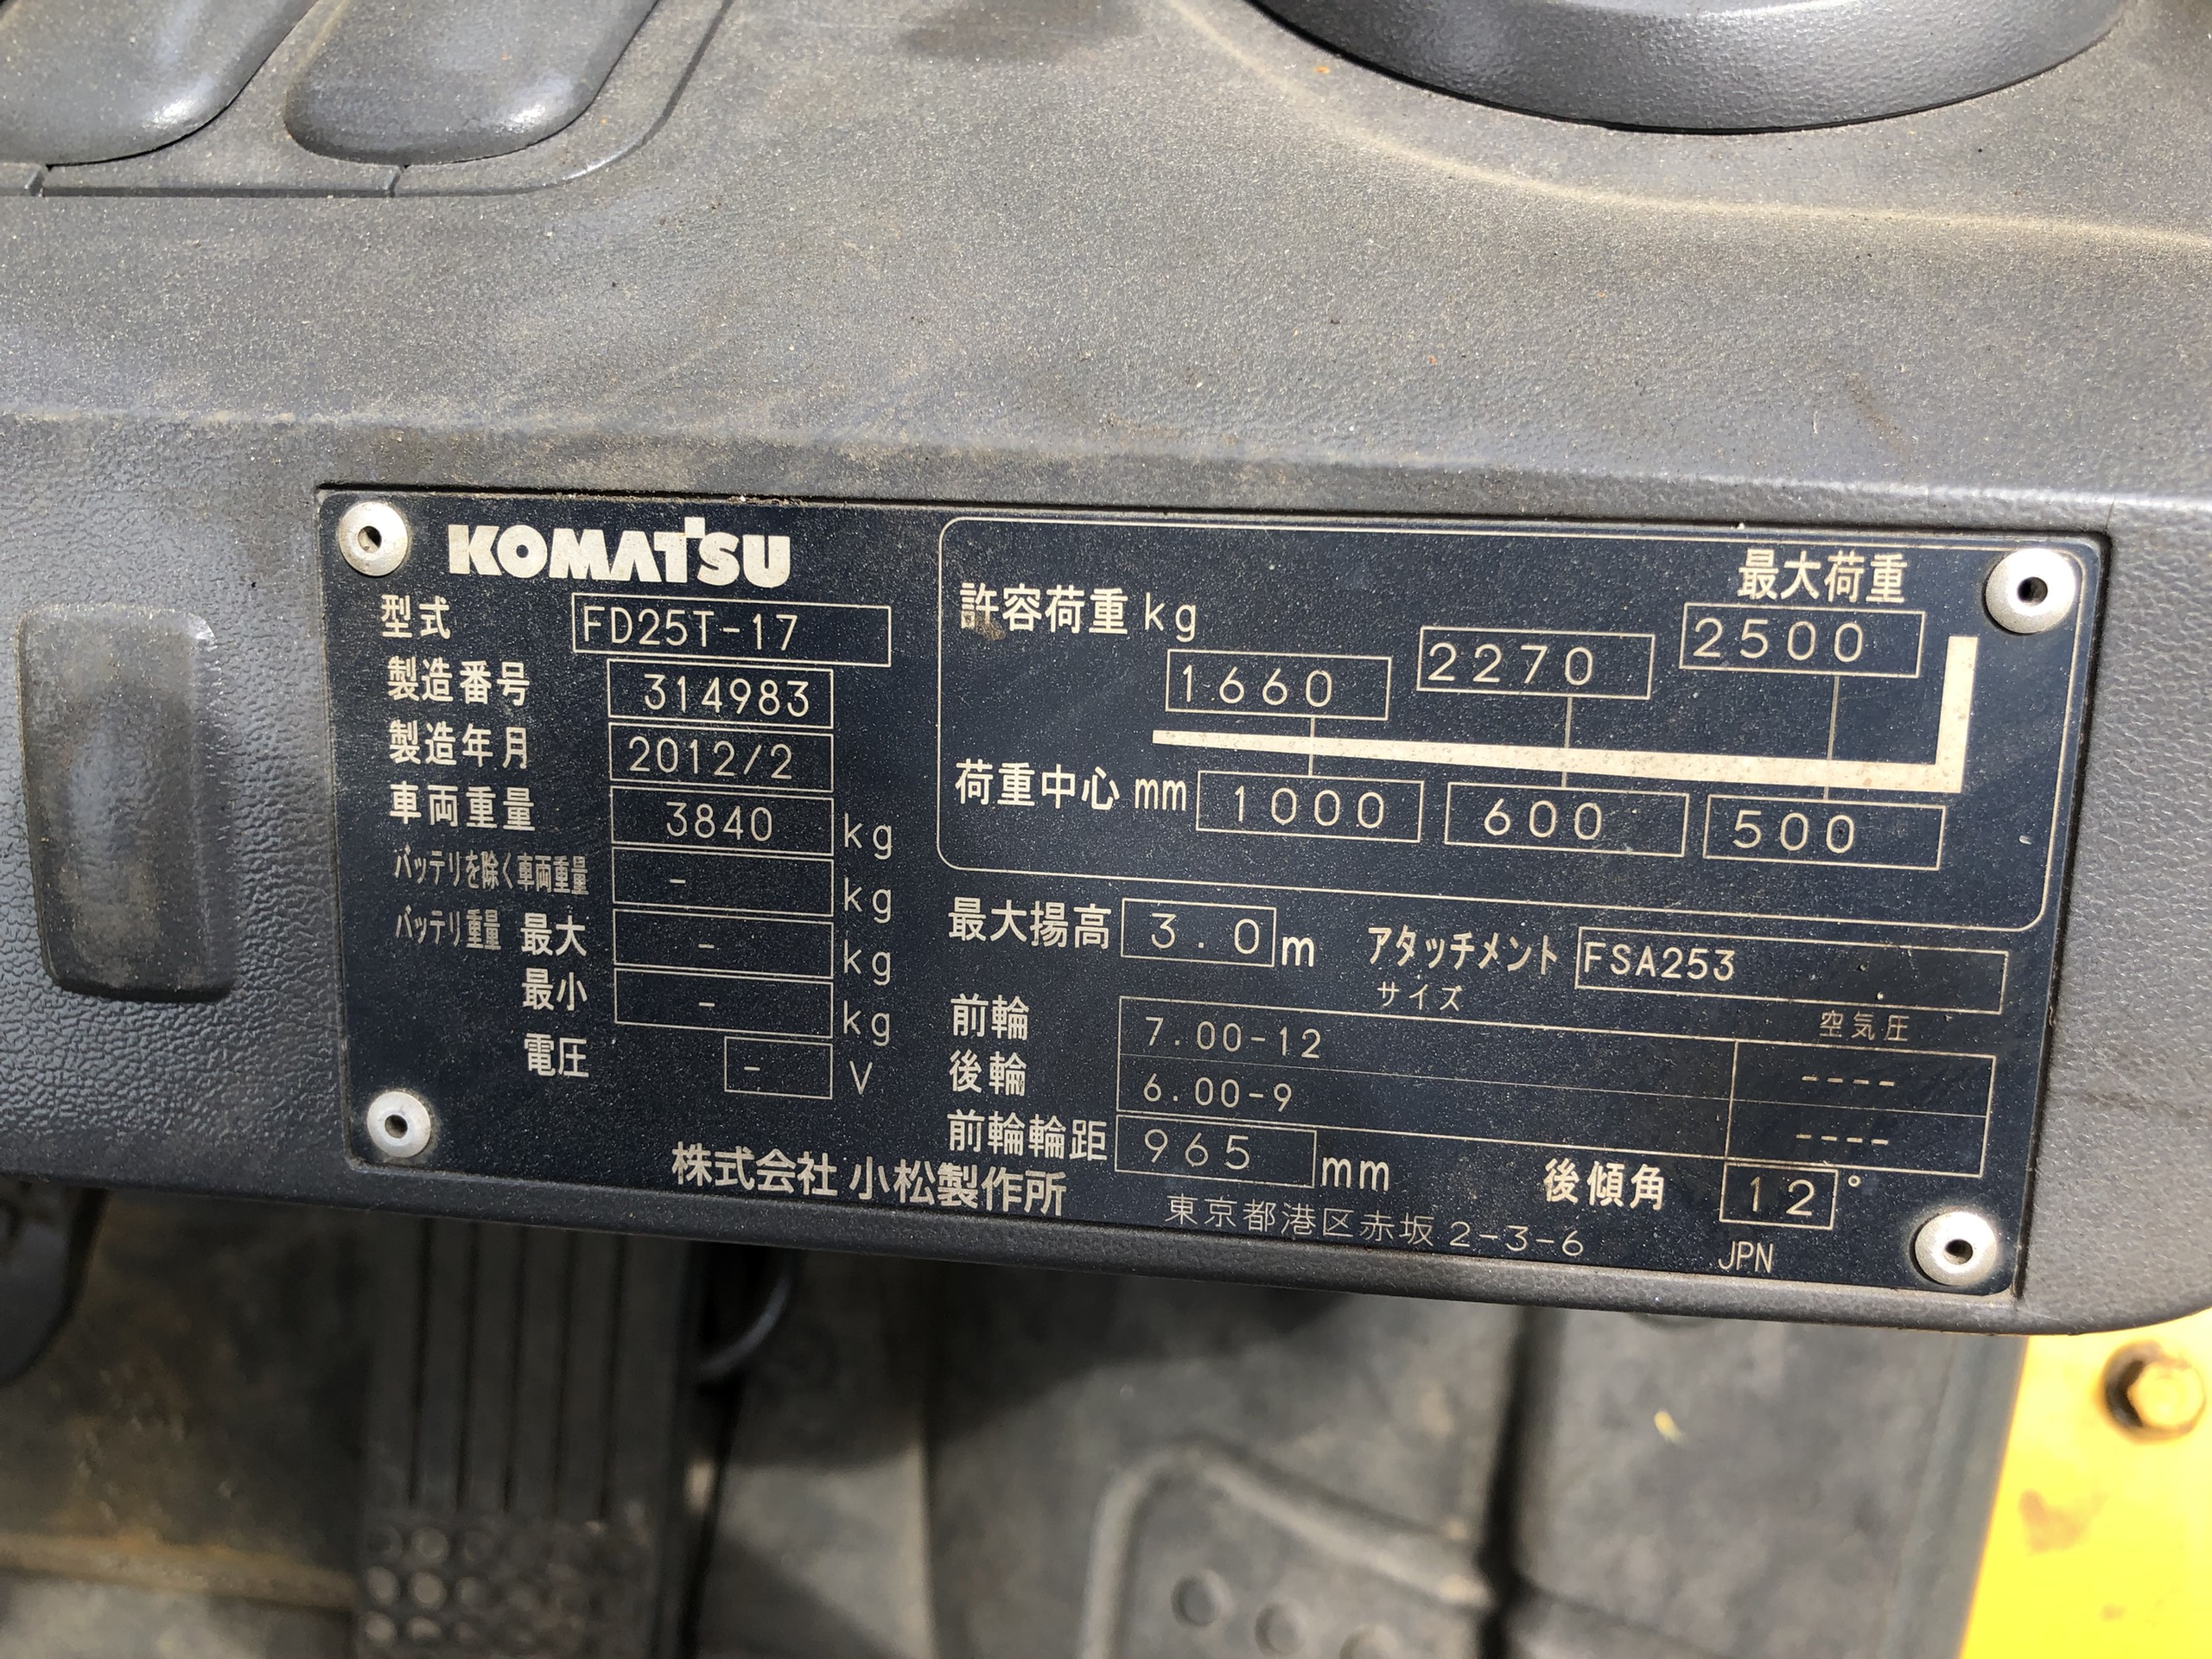 KOMATSU
型式 FD25T-17
製造番号 314983
製造年月 2012/2
車両重量 3840 kg
バッテリを除く車両重量 - kg
バッテリ重量 最大 - kg
最小 - kg
電圧 - V
株式会社 小松製作所
最大荷重
許容荷重 kg 1660 2270 2500
荷重中心 mm 1000 600 500
最大揚高 3.0 m アタッチメント FSA253
サイズ 空気圧
前輪 7.00-12 ----
後輪 6.00-9 ----
前輪輪距 965 mm 後傾角 12°
東京都港区赤坂2-3-6 JPN